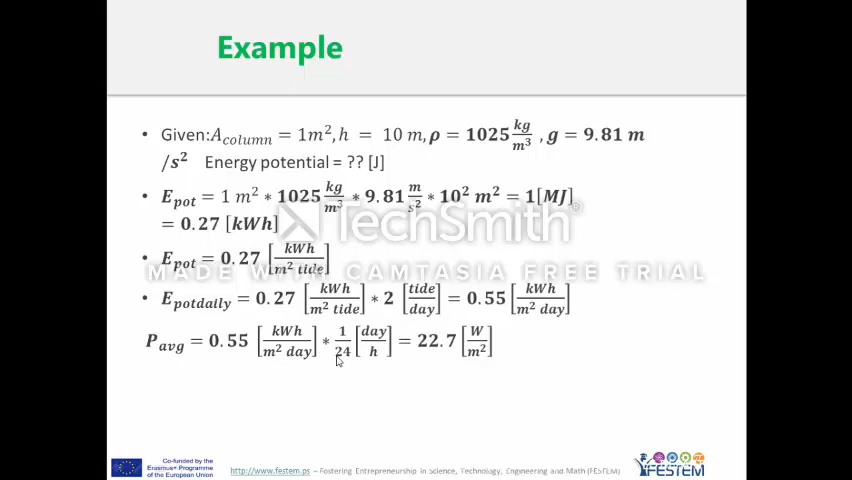 Example
• Given:A_column = 1m², h = 10 m, ρ = 1025 kg/m³ , g = 9.81 m
/s² Energy potential = ?? [J]
• E_pot = 1 m² * 1025 kg/m³ * 9.81 m/s² * 10² m² = 1[MJ]
= 0.27 [kWh]
TechSmith®
• E_pot = 0.27 [kWh/m² tide]
MADE WITH CAMTASIA FREE TRIAL
• E_potdaily = 0.27 [kWh/m² tide] * 2 [tide/day] = 0.55 [kWh/m² day]
P_avg = 0.55 [kWh/m² day] * 1/24 [day/h] = 22.7 [W/m²]
Co-funded by the
Erasmus+ Programme
of the European Union
http://www.festem.ps – Fostering Entrepreneurship in Science, Technology, Engineering and Math (FESTEM)
FESTEM